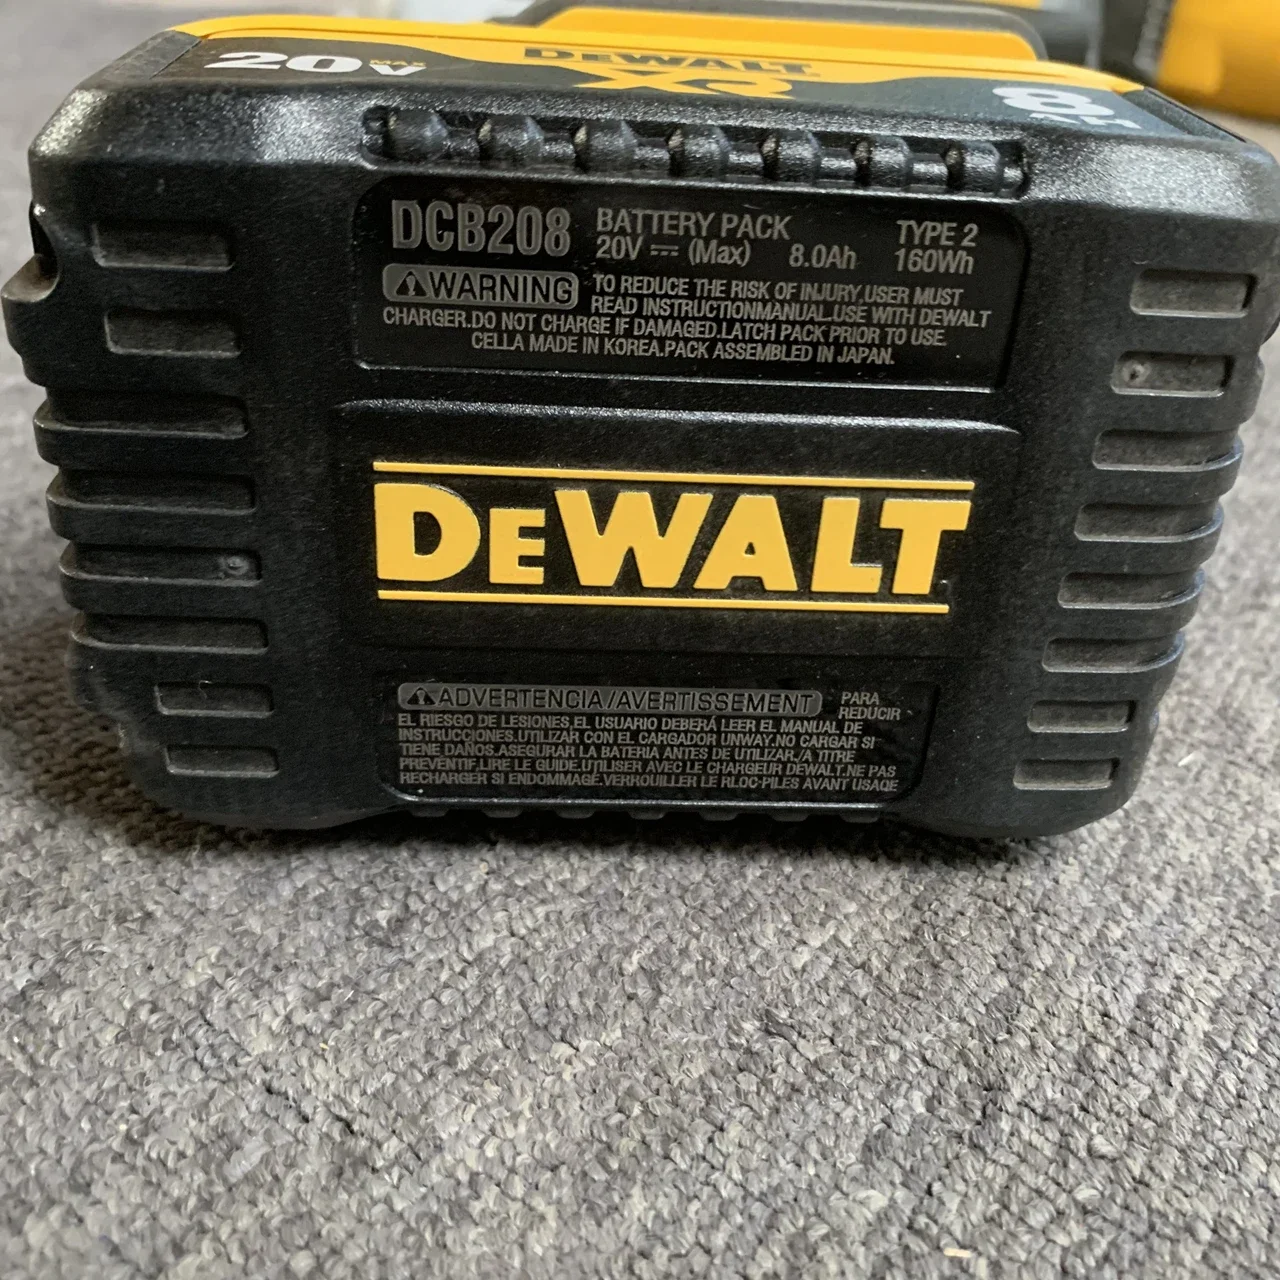 20V MAX
DEWALT
XR
8
DCB208 BATTERY PACK TYPE 2
20V ⎓ (Max) 8.0Ah 160Wh
⚠WARNING TO REDUCE THE RISK OF INJURY,USER MUST
READ INSTRUCTIONMANUAL.USE WITH DEWALT
CHARGER.DO NOT CHARGE IF DAMAGED.LATCH PACK PRIOR TO USE.
CELLA MADE IN KOREA.PACK ASSEMBLED IN JAPAN.
DEWALT
⚠ADVERTENCIA/AVERTISSEMENT PARA
REDUCIR
EL RIESGO DE LESIONES,EL USUARIO DEBERÁ LEER EL MANUAL DE
INSTRUCCIONES.UTILIZAR CON EL CARGADOR UNWAY.NO CARGAR SI
TIENE DAÑOS.ASEGURAR LA BATERIA ANTES DE UTILIZAR./A TITRE
PREVENTIF,LIRE LE GUIDE.UTILISER AVEC LE CHARGEUR DEWALT.NE PAS
RECHARGER SI ENDOMMAGÉ.VERROUILLER LE RLOC-PILES AVANT USAGE